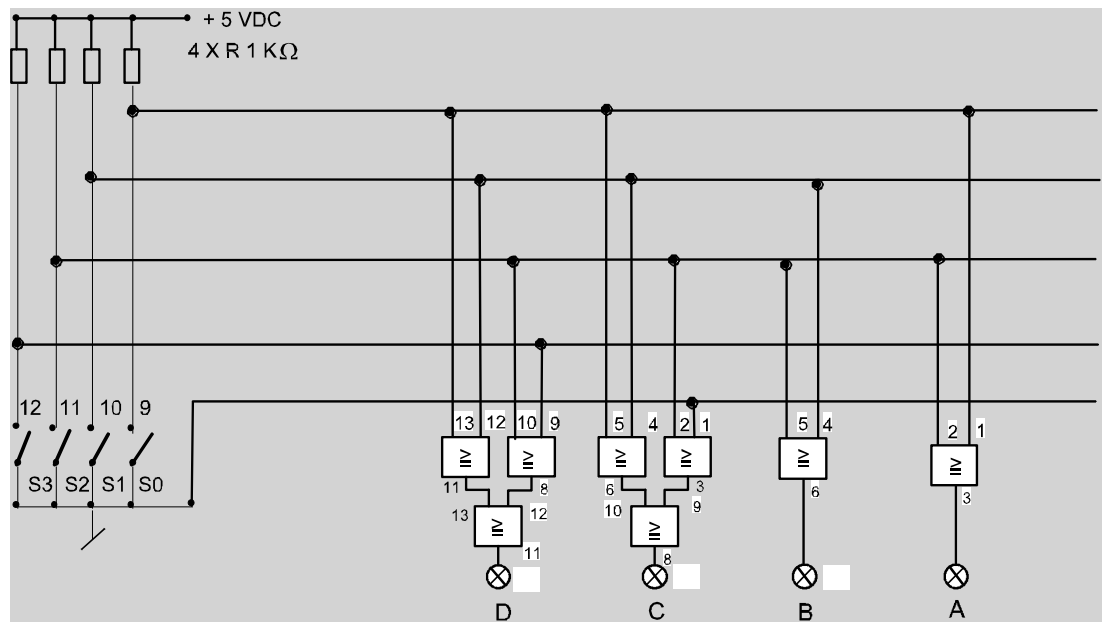 + 5 VDC
4 X R 1 KΩ
12 11 10 9
S3 S2 S1 S0
13 12 10 9 5 4 2 1 5 4 2 1
≥ ≥ ≥ ≥ ≥ ≥
11 8 6 3 6 3
13 12 10 9
≥ ≥
11 8
D C B A